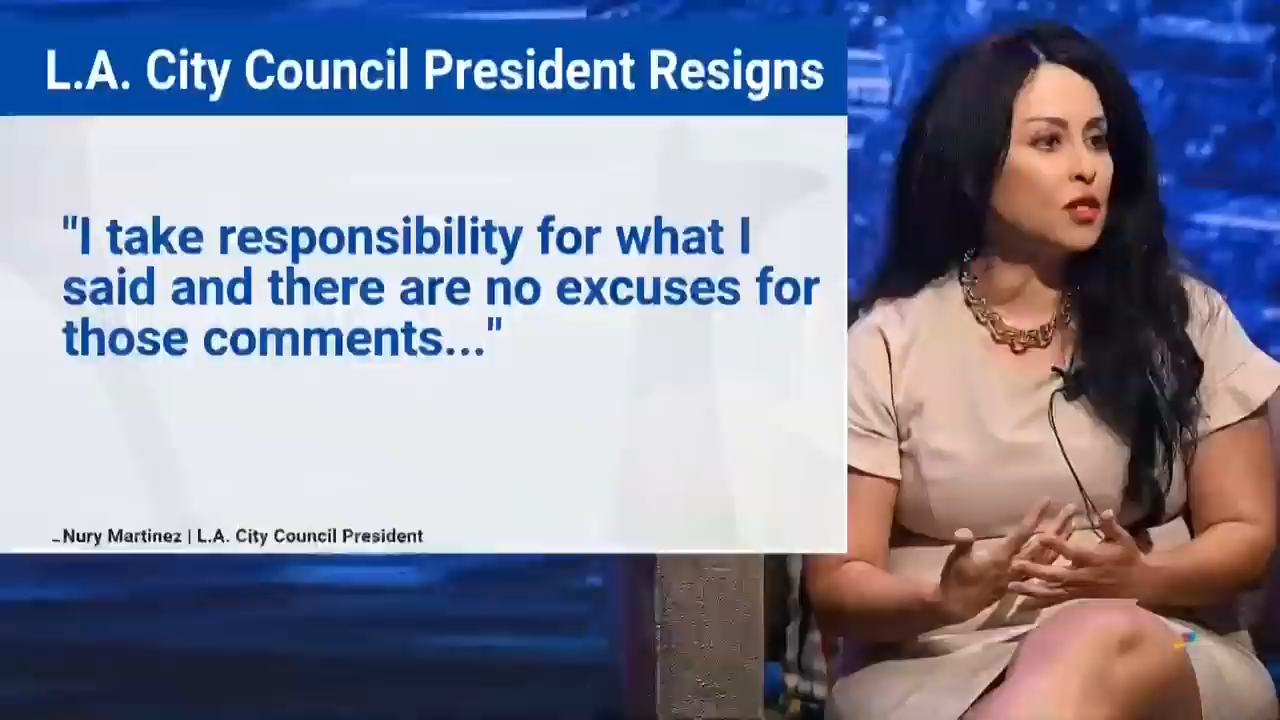 L.A. City Council President Resigns
"I take responsibility for what I
said and there are no excuses for
those comments..."
_Nury Martinez | L.A. City Council President